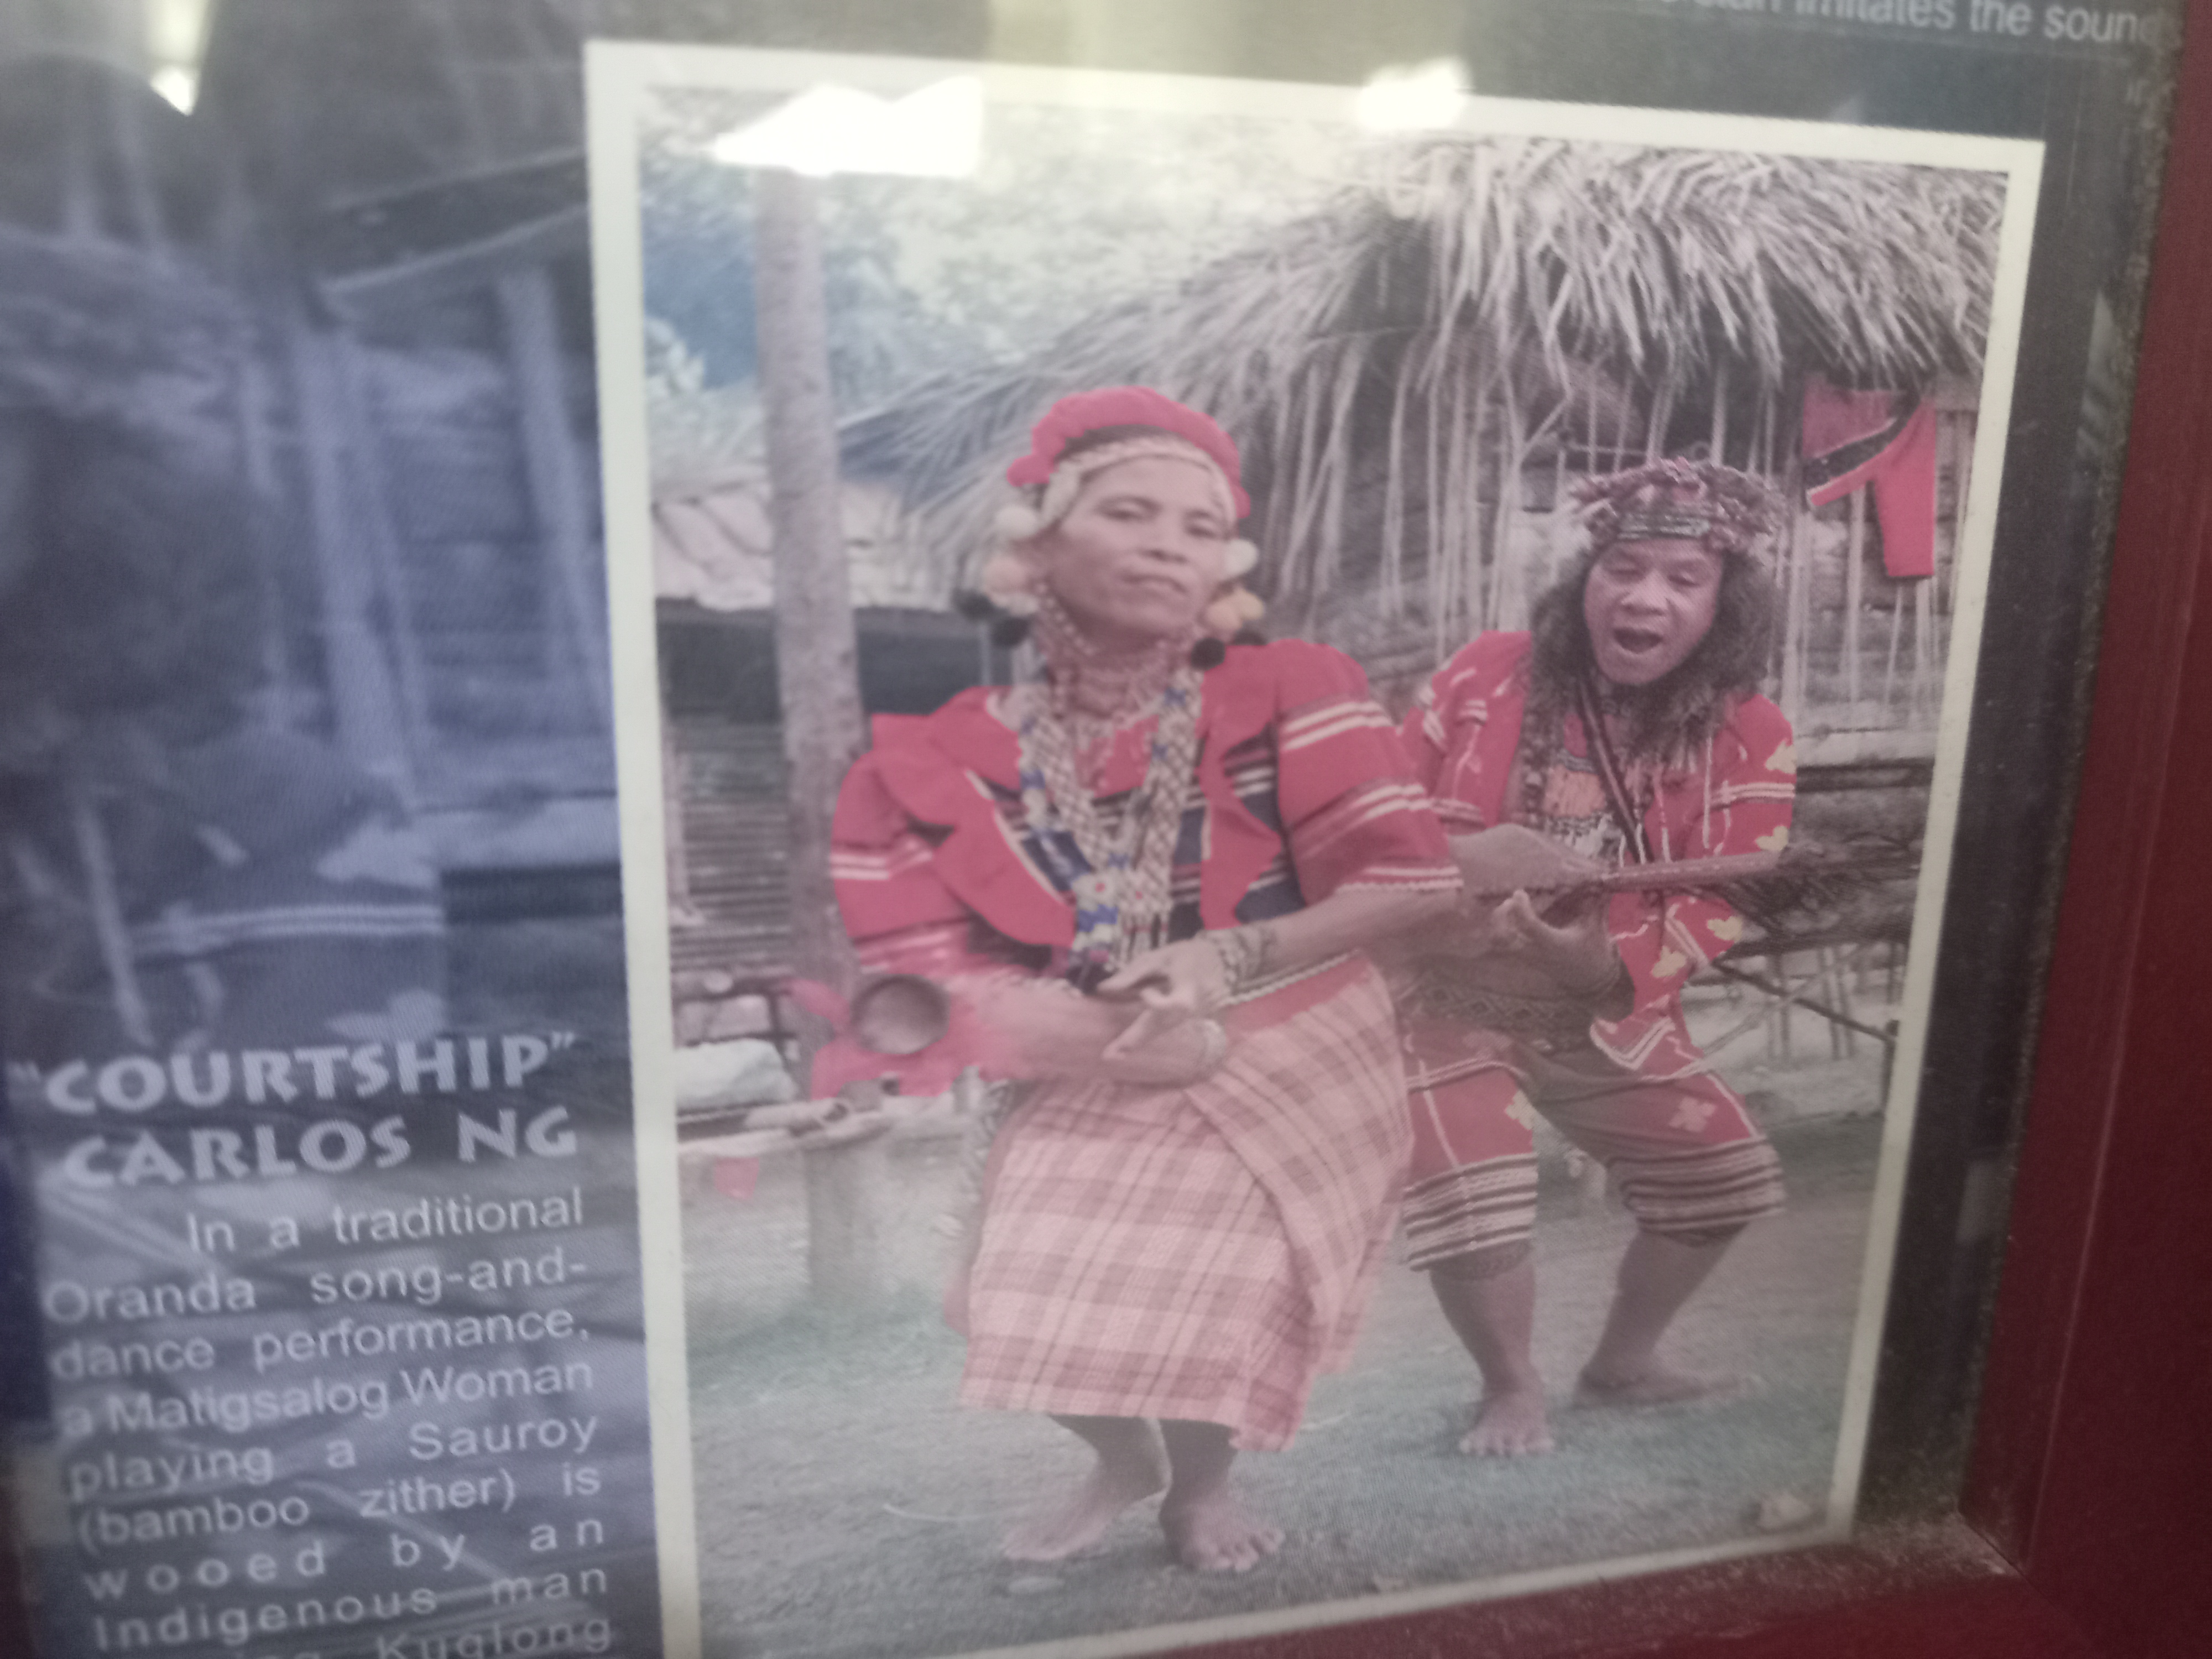 imitates the sound
"COURTSHIP"
CARLOS NG
In a traditional
Oranda song-and-
dance performance,
a Matigsalog Woman
playing a Sauroy
(bamboo zither) is
wooed by an
Indigenous man
Kuglong